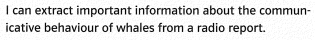 I can extract important information about the commun-
icative behaviour of whales from a radio report.